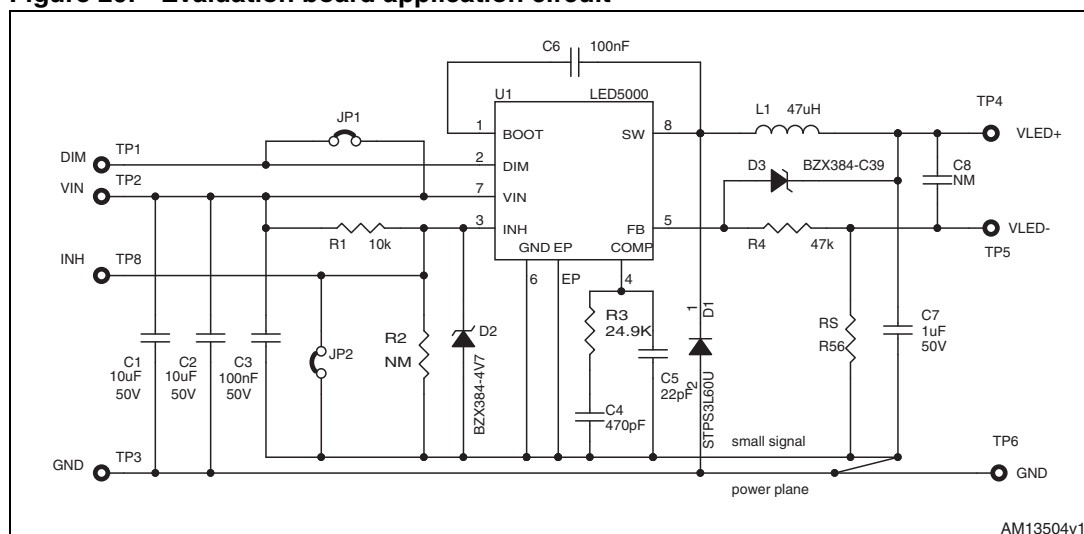 Figure 29. Evaluation board application circuit
C6 100nF
U1 LED5000
L1 47uH
TP4
JP1
1 BOOT SW 8
VLED+
DIM TP1
2 DIM
D3 BZX384-C39
C8
NM
VIN TP2
7 VIN
3 INH FB 5
R1 10k
GND EP COMP
R4 47k
VLED-
TP5
INH TP8
6 EP 4
R3
24.9K
1 D1
C7
1uF
50V
RS
R56
C1
10uF
50V
C2
10uF
50V
C3
100nF
50V
JP2
R2
NM
D2
BZX384-4V7
C5
22pF
2
STPS3L60U
C4
470pF
small signal
TP6
GND TP3
GND
power plane
AM13504v1